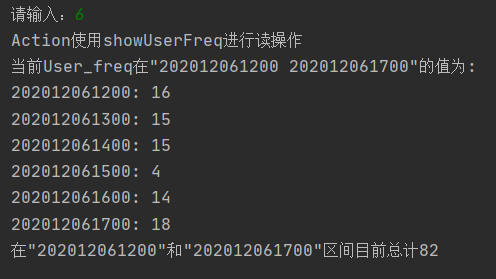 请输入：6
Action使用showUserFreq进行读操作
当前User_freq在"202012061200 202012061700"的值为:
202012061200: 16
202012061300: 15
202012061400: 15
202012061500: 4
202012061600: 14
202012061700: 18
在"202012061200"和"202012061700"区间目前总计82